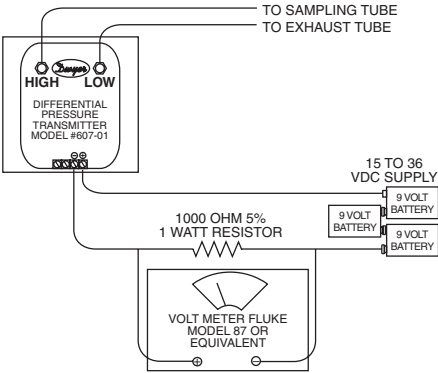 TO SAMPLING TUBE
TO EXHAUST TUBE
Dwyer
HIGH LOW
DIFFERENTIAL
PRESSURE
TRANSMITTER
MODEL #607-01
⊖⊕
15 TO 36
VDC SUPPLY
9 VOLT
BATTERY
9 VOLT
BATTERY
9 VOLT
BATTERY
1000 OHM 5%
1 WATT RESISTOR
VOLT METER FLUKE
MODEL 87 OR
EQUIVALENT
⊕ ⊖